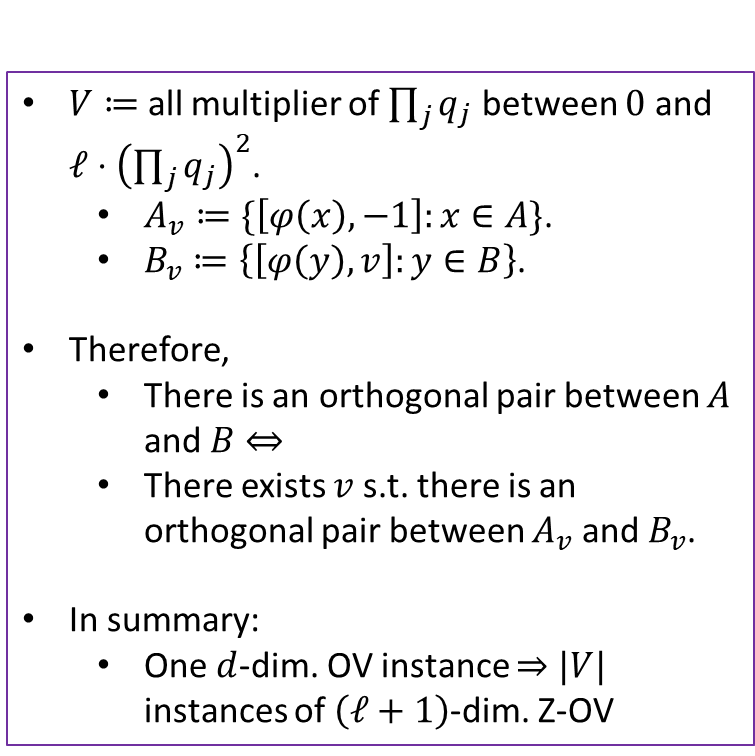 • V ≔ all multiplier of ∏_j q_j between 0 and
ℓ · (∏_j q_j)^2.
• A_v ≔ {[φ(x), −1]: x ∈ A}.
• B_v ≔ {[φ(y), v]: y ∈ B}.
• Therefore,
• There is an orthogonal pair between A
and B ⇔
• There exists v s.t. there is an
orthogonal pair between A_v and B_v.
• In summary:
• One d-dim. OV instance ⇒ |V|
instances of (ℓ + 1)-dim. Z-OV